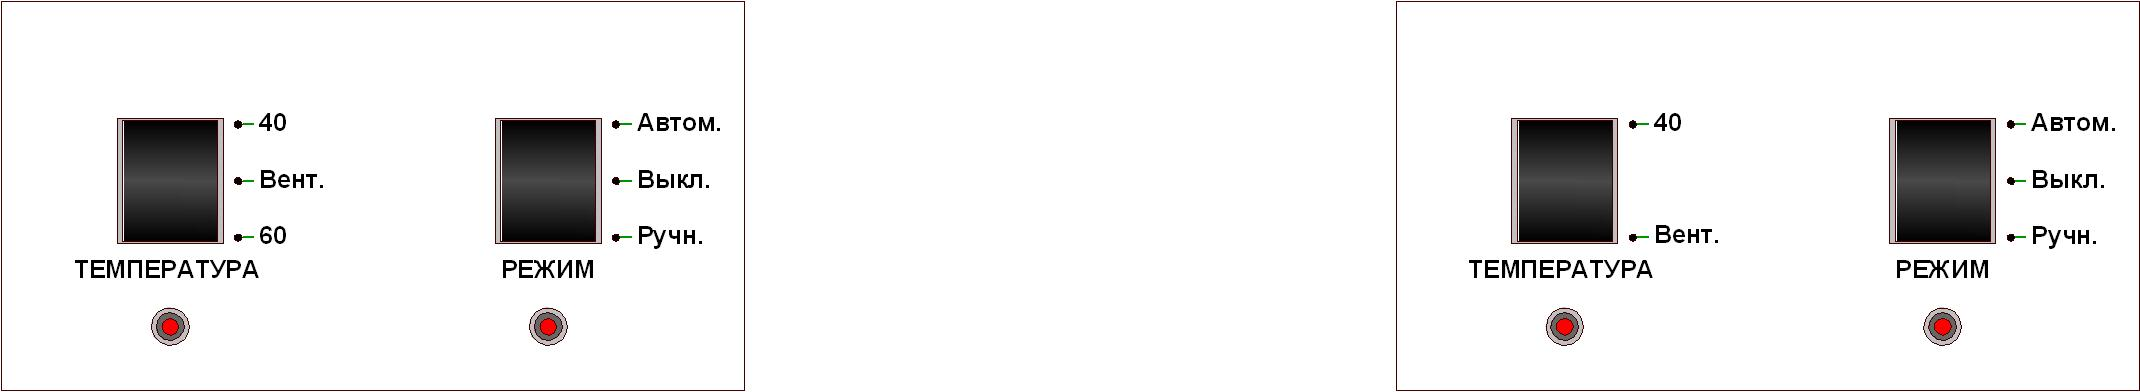 40
Вент.
60
ТЕМПЕРАТУРА
Автом.
Выкл.
Ручн.
РЕЖИМ
40
Вент.
ТЕМПЕРАТУРА
Автом.
Выкл.
Ручн.
РЕЖИМ